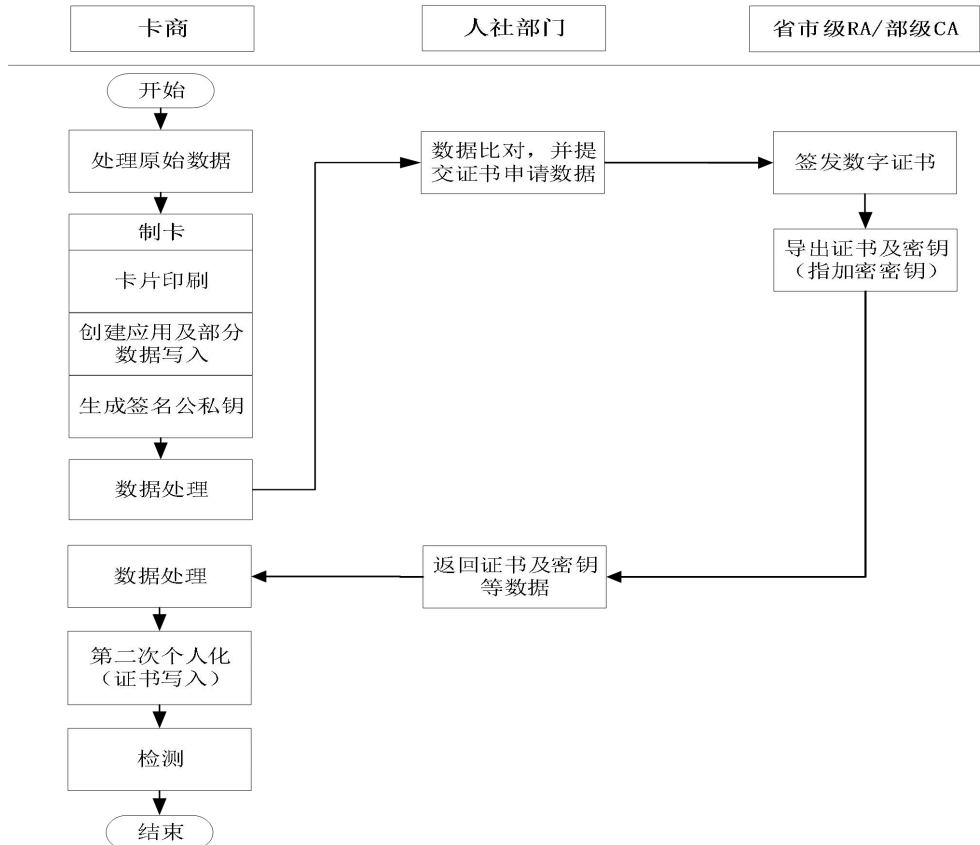 卡商
人社部门
省市级RA/部级CA
开始
处理原始数据
数据比对，并提
交证书申请数据
签发数字证书
制卡
导出证书及密钥
（指加密密钥）
卡片印刷
创建应用及部分
数据写入
生成签名公私钥
数据处理
数据处理
返回证书及密钥
等数据
第二次个人化
（证书写入）
检测
结束